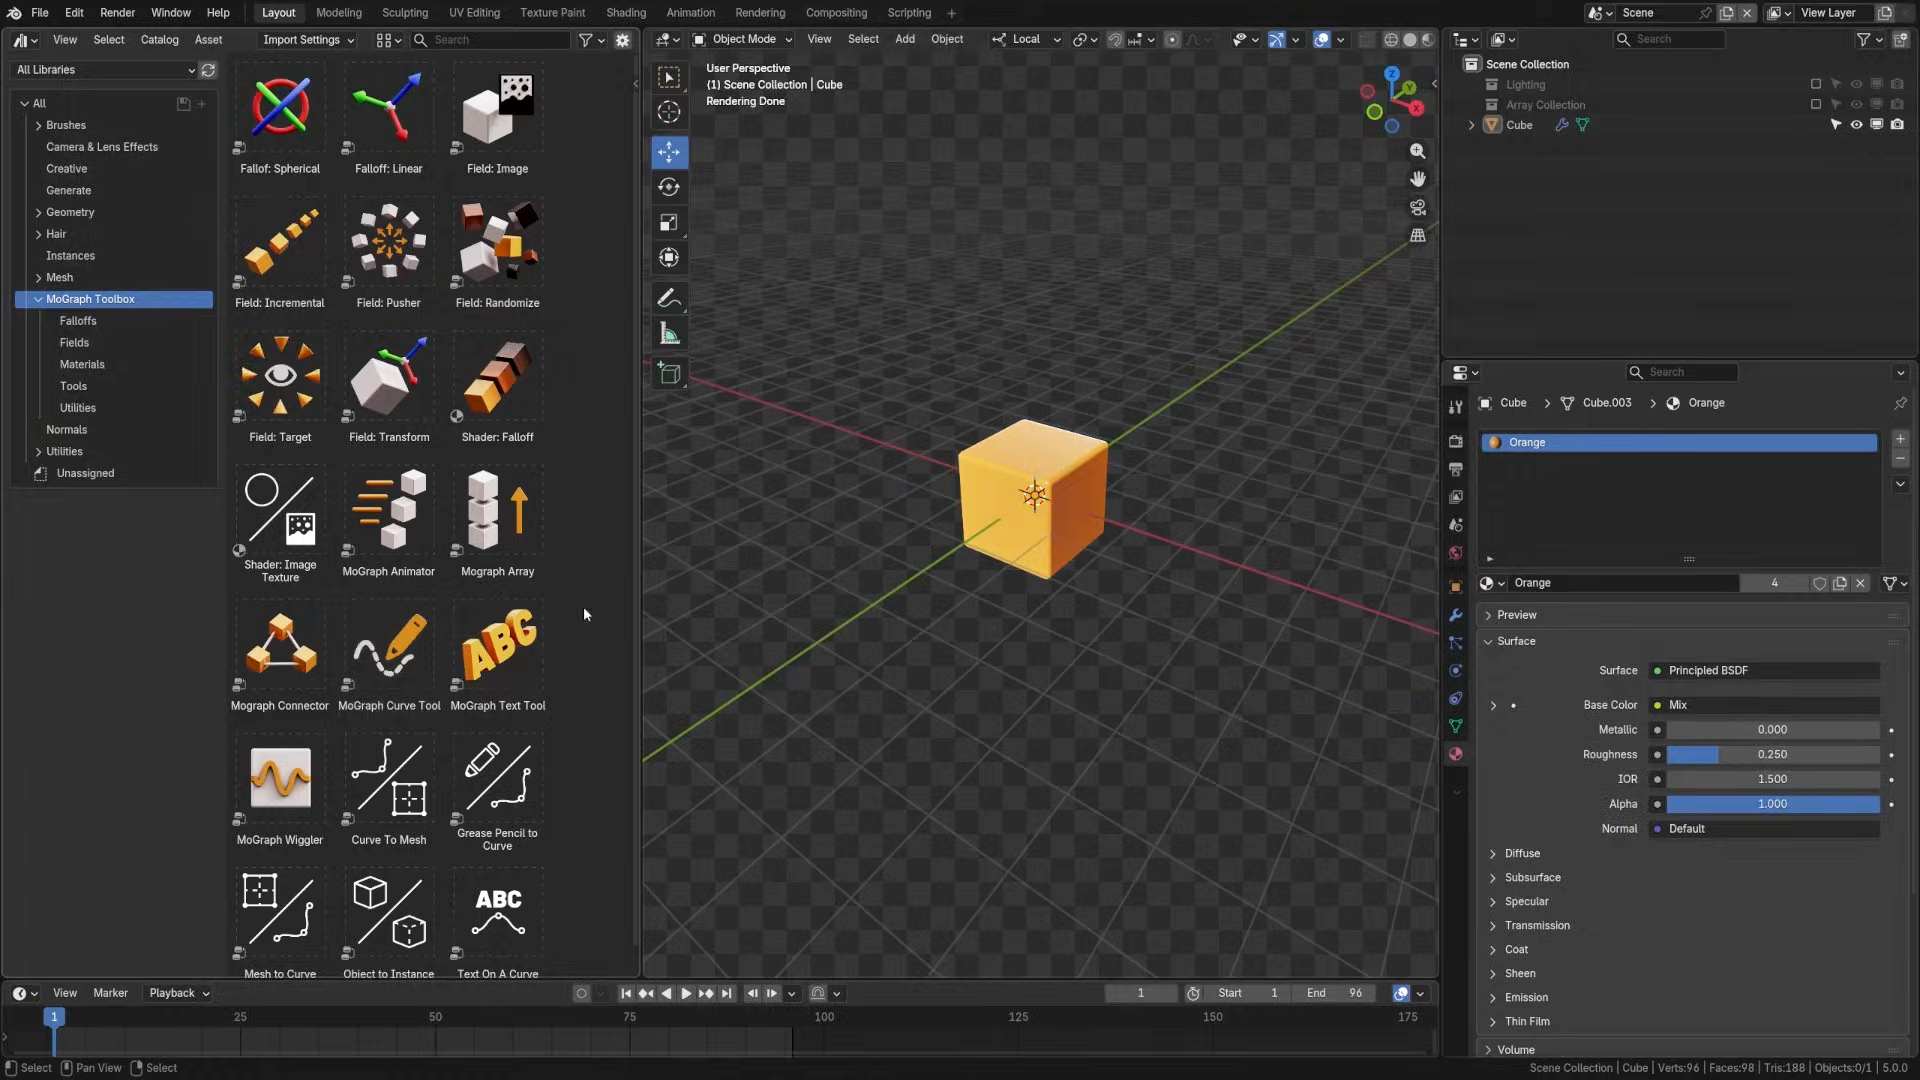 File Edit Render Window Help Layout Modeling Sculpting UV Editing Texture Paint Shading Animation Rendering Compositing Scripting + Scene View Layer
View Select Catalog Asset Import Settings Search
Object Mode View Select Add Object Local
Search
All Libraries
All
Brushes
Camera & Lens Effects
Creative
Generate
Geometry
Hair
Instances
Mesh
MoGraph Toolbox
Falloffs
Fields
Materials
Tools
Utilities
Normals
Utilities
Unassigned
Fallof: Spherical Falloff: Linear Field: Image
Field: Incremental Field: Pusher Field: Randomize
Field: Target Field: Transform Shader: Falloff
Shader: Image Texture MoGraph Animator Mograph Array
ABC
Mograph Connector MoGraph Curve Tool MoGraph Text Tool
MoGraph Wiggler Curve To Mesh Grease Pencil to Curve
ABC
Mesh to Curve Object to Instance Text On A Curve
User Perspective
(1) Scene Collection | Cube
Rendering Done
Z
Y
X
Scene Collection
Lighting
Array Collection
Cube
Search
Cube > Cube.003 > Orange
Orange
Orange 4
Preview
Surface
Surface Principled BSDF
Base Color Mix
Metallic 0.000
Roughness 0.250
IOR 1.500
Alpha 1.000
Normal Default
Diffuse
Subsurface
Specular
Transmission
Coat
Sheen
Emission
Thin Film
Volume
View Marker Playback 1 Start 1 End 96
1 25 50 75 100 125 150 175
Select Pan View Select
Scene Collection | Cube | Verts:96 | Faces:98 | Tris:188 | Objects:0/1 | 5.0.0